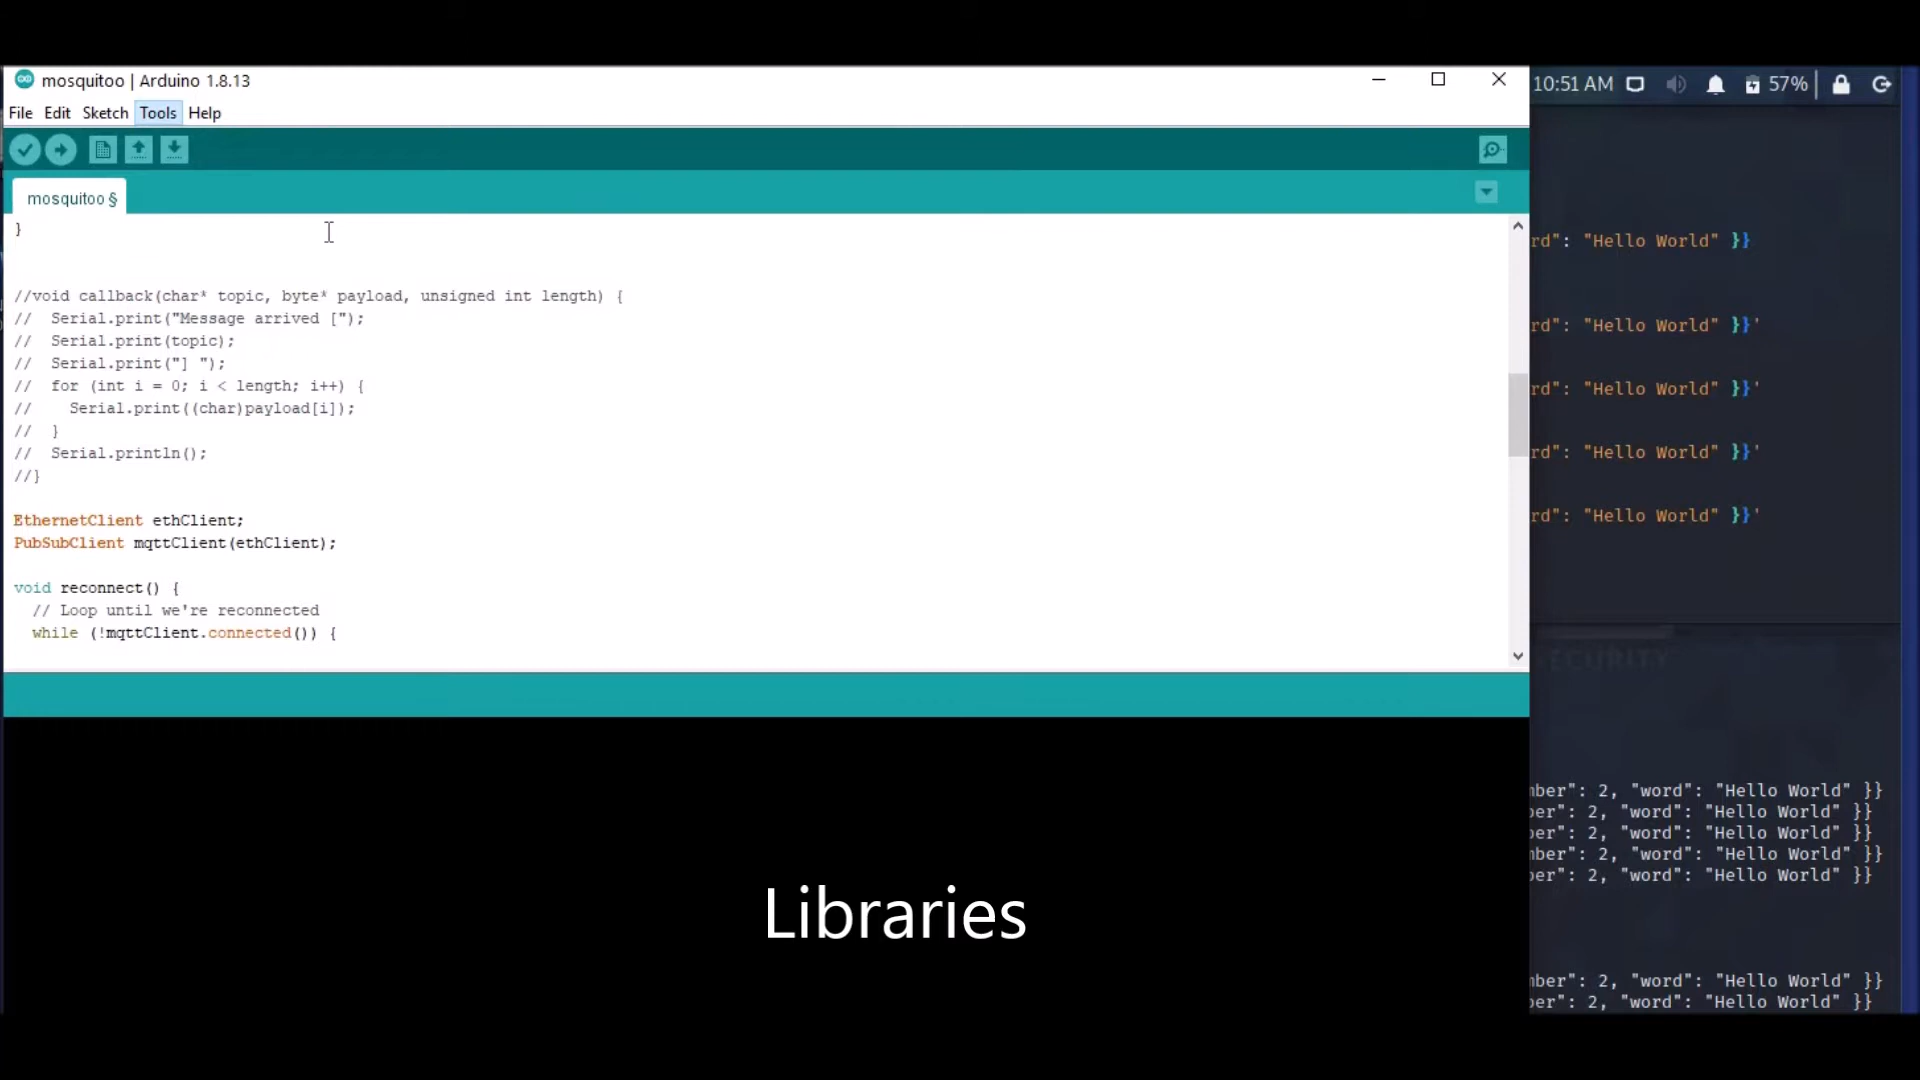 mosquitoo | Arduino 1.8.13
File Edit Sketch Tools Help
mosquitoo §
}
//void callback(char* topic, byte* payload, unsigned int length) {
//  Serial.print("Message arrived [");
//  Serial.print(topic);
//  Serial.print("] ");
//  for (int i = 0; i < length; i++) {
//    Serial.print((char)payload[i]);
//  }
//  Serial.println();
//}
EthernetClient ethClient;
PubSubClient mqttClient(ethClient);
void reconnect() {
  // Loop until we're reconnected
  while (!mqttClient.connected()) {
Libraries
10:51 AM 57%
rd": "Hello World" }}
rd": "Hello World" }}'
rd": "Hello World" }}'
rd": "Hello World" }}'
rd": "Hello World" }}'
ECURITY
mber": 2, "word": "Hello World" }}
ber": 2, "word": "Hello World" }}
mber": 2, "word": "Hello World" }}
mber": 2, "word": "Hello World" }}
ber": 2, "word": "Hello World" }}
mber": 2, "word": "Hello World" }}
ber": 2, "word": "Hello World" }}